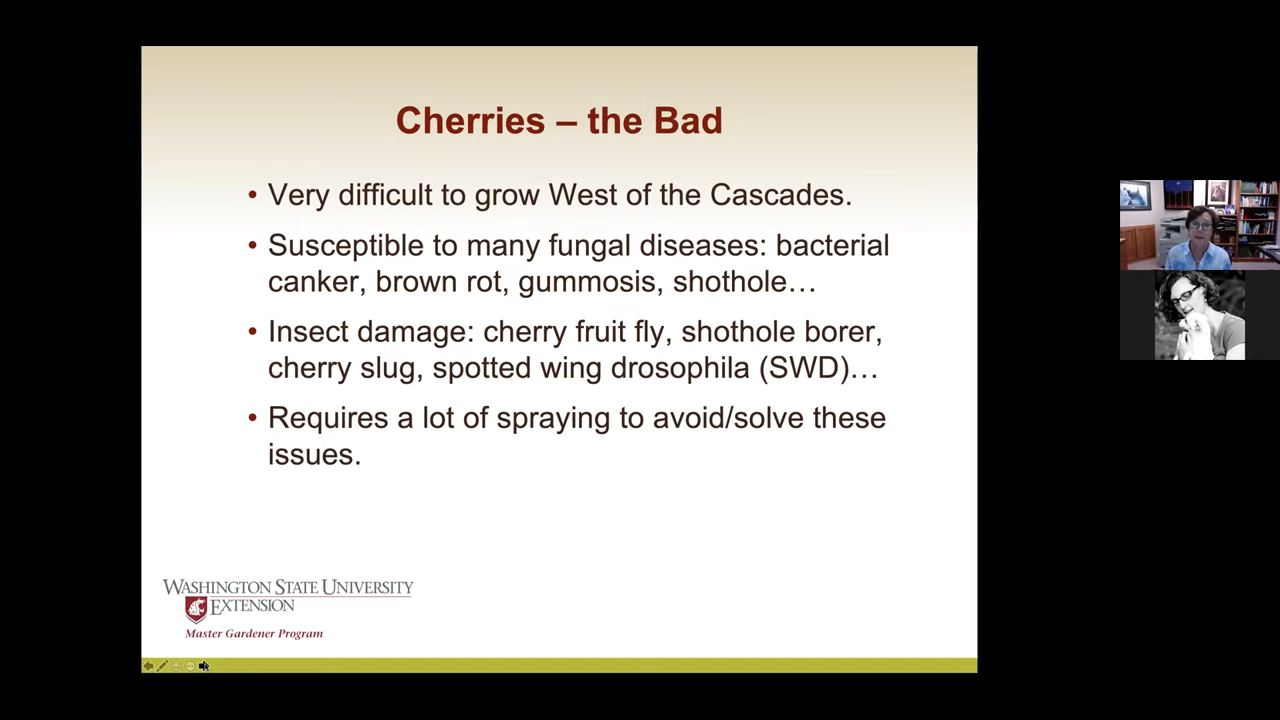 Cherries – the Bad
• Very difficult to grow West of the Cascades.
• Susceptible to many fungal diseases: bacterial
canker, brown rot, gummosis, shothole…
• Insect damage: cherry fruit fly, shothole borer,
cherry slug, spotted wing drosophila (SWD)…
• Requires a lot of spraying to avoid/solve these
issues.
WASHINGTON STATE UNIVERSITY
EXTENSION
Master Gardener Program